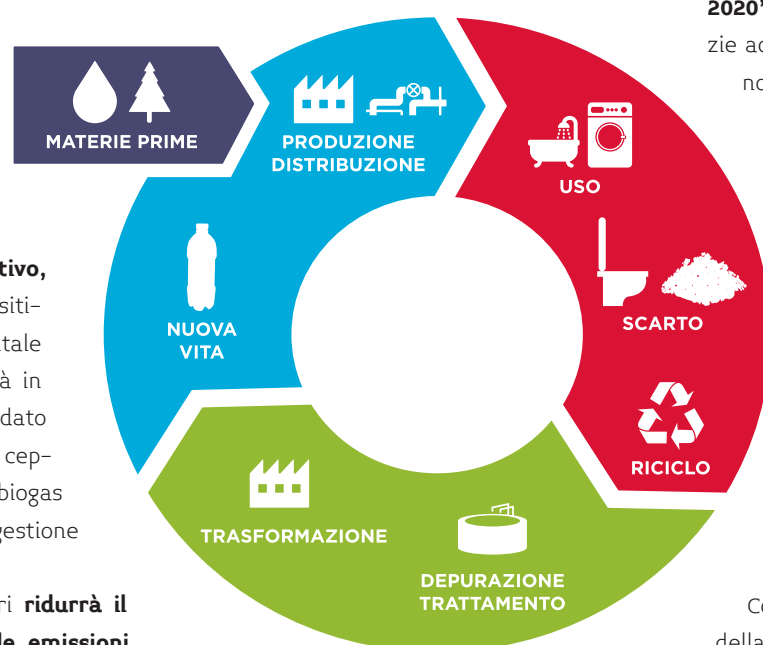 2020"
zie ac
no
MATERIE PRIME
PRODUZIONE
DISTRIBUZIONE
USO
SCARTO
RICICLO
DEPURAZIONE
TRATTAMENTO
TRASFORMAZIONE
NUOVA
VITA
tivo,
siti-
tale
à in
dato
cep-
biogas
gestione
ri ridurrà il
le emissioni
Co
della